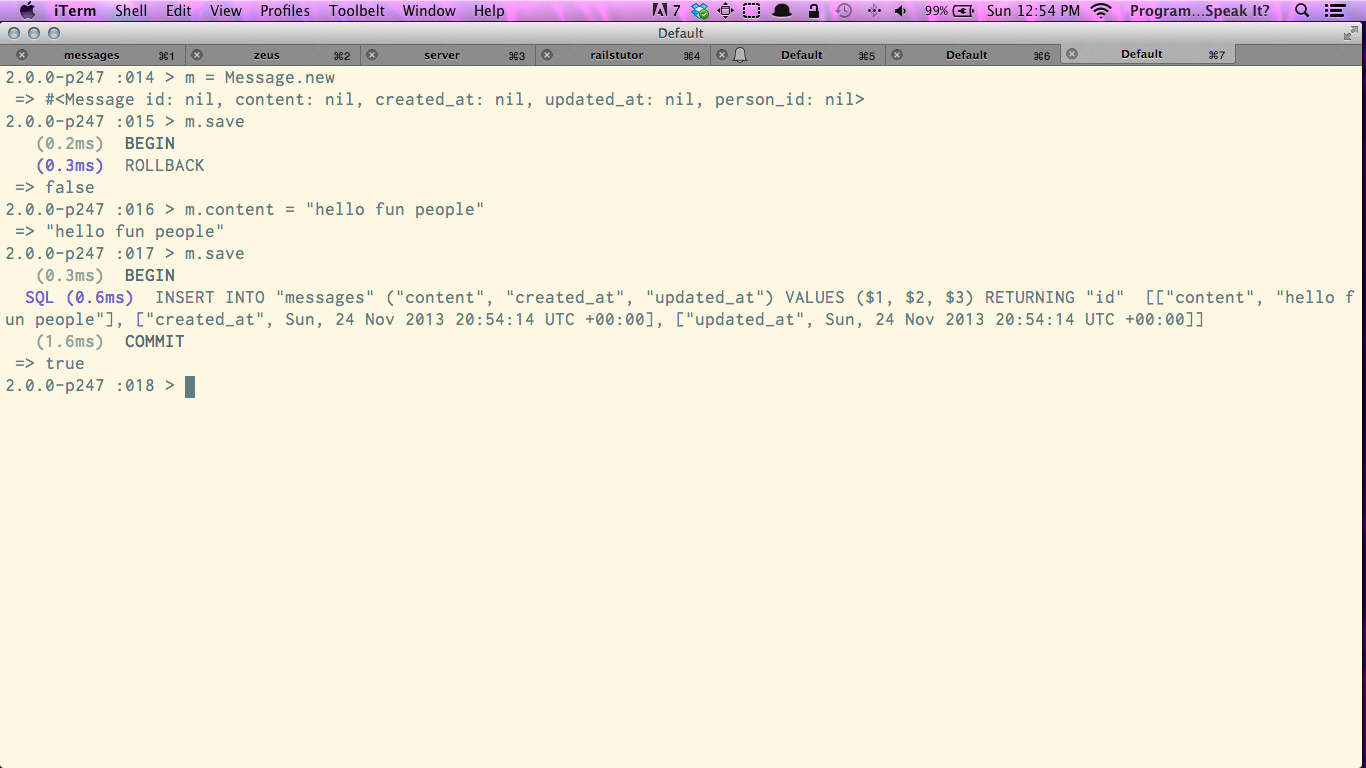 iTerm Shell Edit View Profiles Toolbelt Window Help 7 99% Sun 12:54 PM Program...Speak It?
Default
messages ⌘1 zeus ⌘2 server ⌘3 railstutor ⌘4 Default ⌘5 Default ⌘6 Default ⌘7
2.0.0-p247 :014 > m = Message.new
=> #<Message id: nil, content: nil, created_at: nil, updated_at: nil, person_id: nil>
2.0.0-p247 :015 > m.save
(0.2ms) BEGIN
(0.3ms) ROLLBACK
=> false
2.0.0-p247 :016 > m.content = "hello fun people"
=> "hello fun people"
2.0.0-p247 :017 > m.save
(0.3ms) BEGIN
SQL (0.6ms) INSERT INTO "messages" ("content", "created_at", "updated_at") VALUES ($1, $2, $3) RETURNING "id" [["content", "hello f
un people"], ["created_at", Sun, 24 Nov 2013 20:54:14 UTC +00:00], ["updated_at", Sun, 24 Nov 2013 20:54:14 UTC +00:00]]
(1.6ms) COMMIT
=> true
2.0.0-p247 :018 >